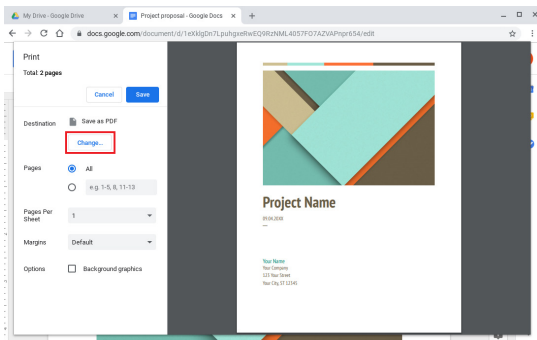 My Drive - Google Drive
Project proposal - Google Docs
docs.google.com/document/d/1eXklgDn7LpuhgxeRwEQ9RzNML4057FO7AZVAPnpr654/edit
Print
Total: 2 pages
Cancel
Save
Destination
Save as PDF
Change...
Pages
All
e.g. 1-5, 8, 11-13
Pages Per
Sheet
1
Margins
Default
Options
Background graphics
Project Name
09.04.20XX
Your Name
Your Company
123 Your Street
Your City, ST 12345